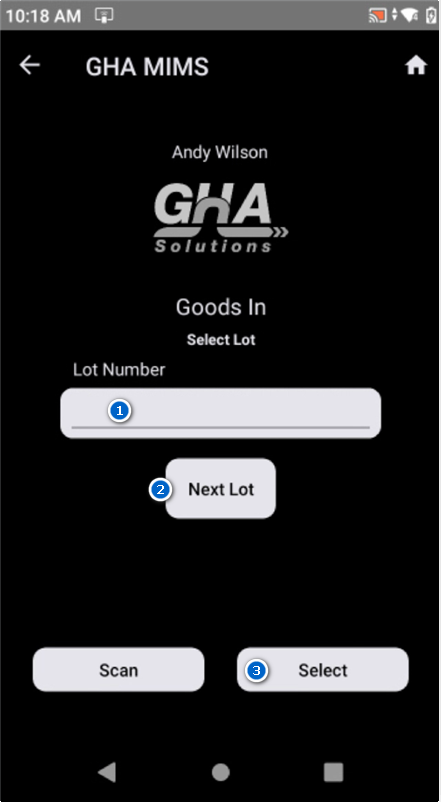 10:18 AM
GHA MIMS
Andy Wilson
GHA
Solutions
Goods In
Select Lot
Lot Number
1
2 Next Lot
Scan
3 Select